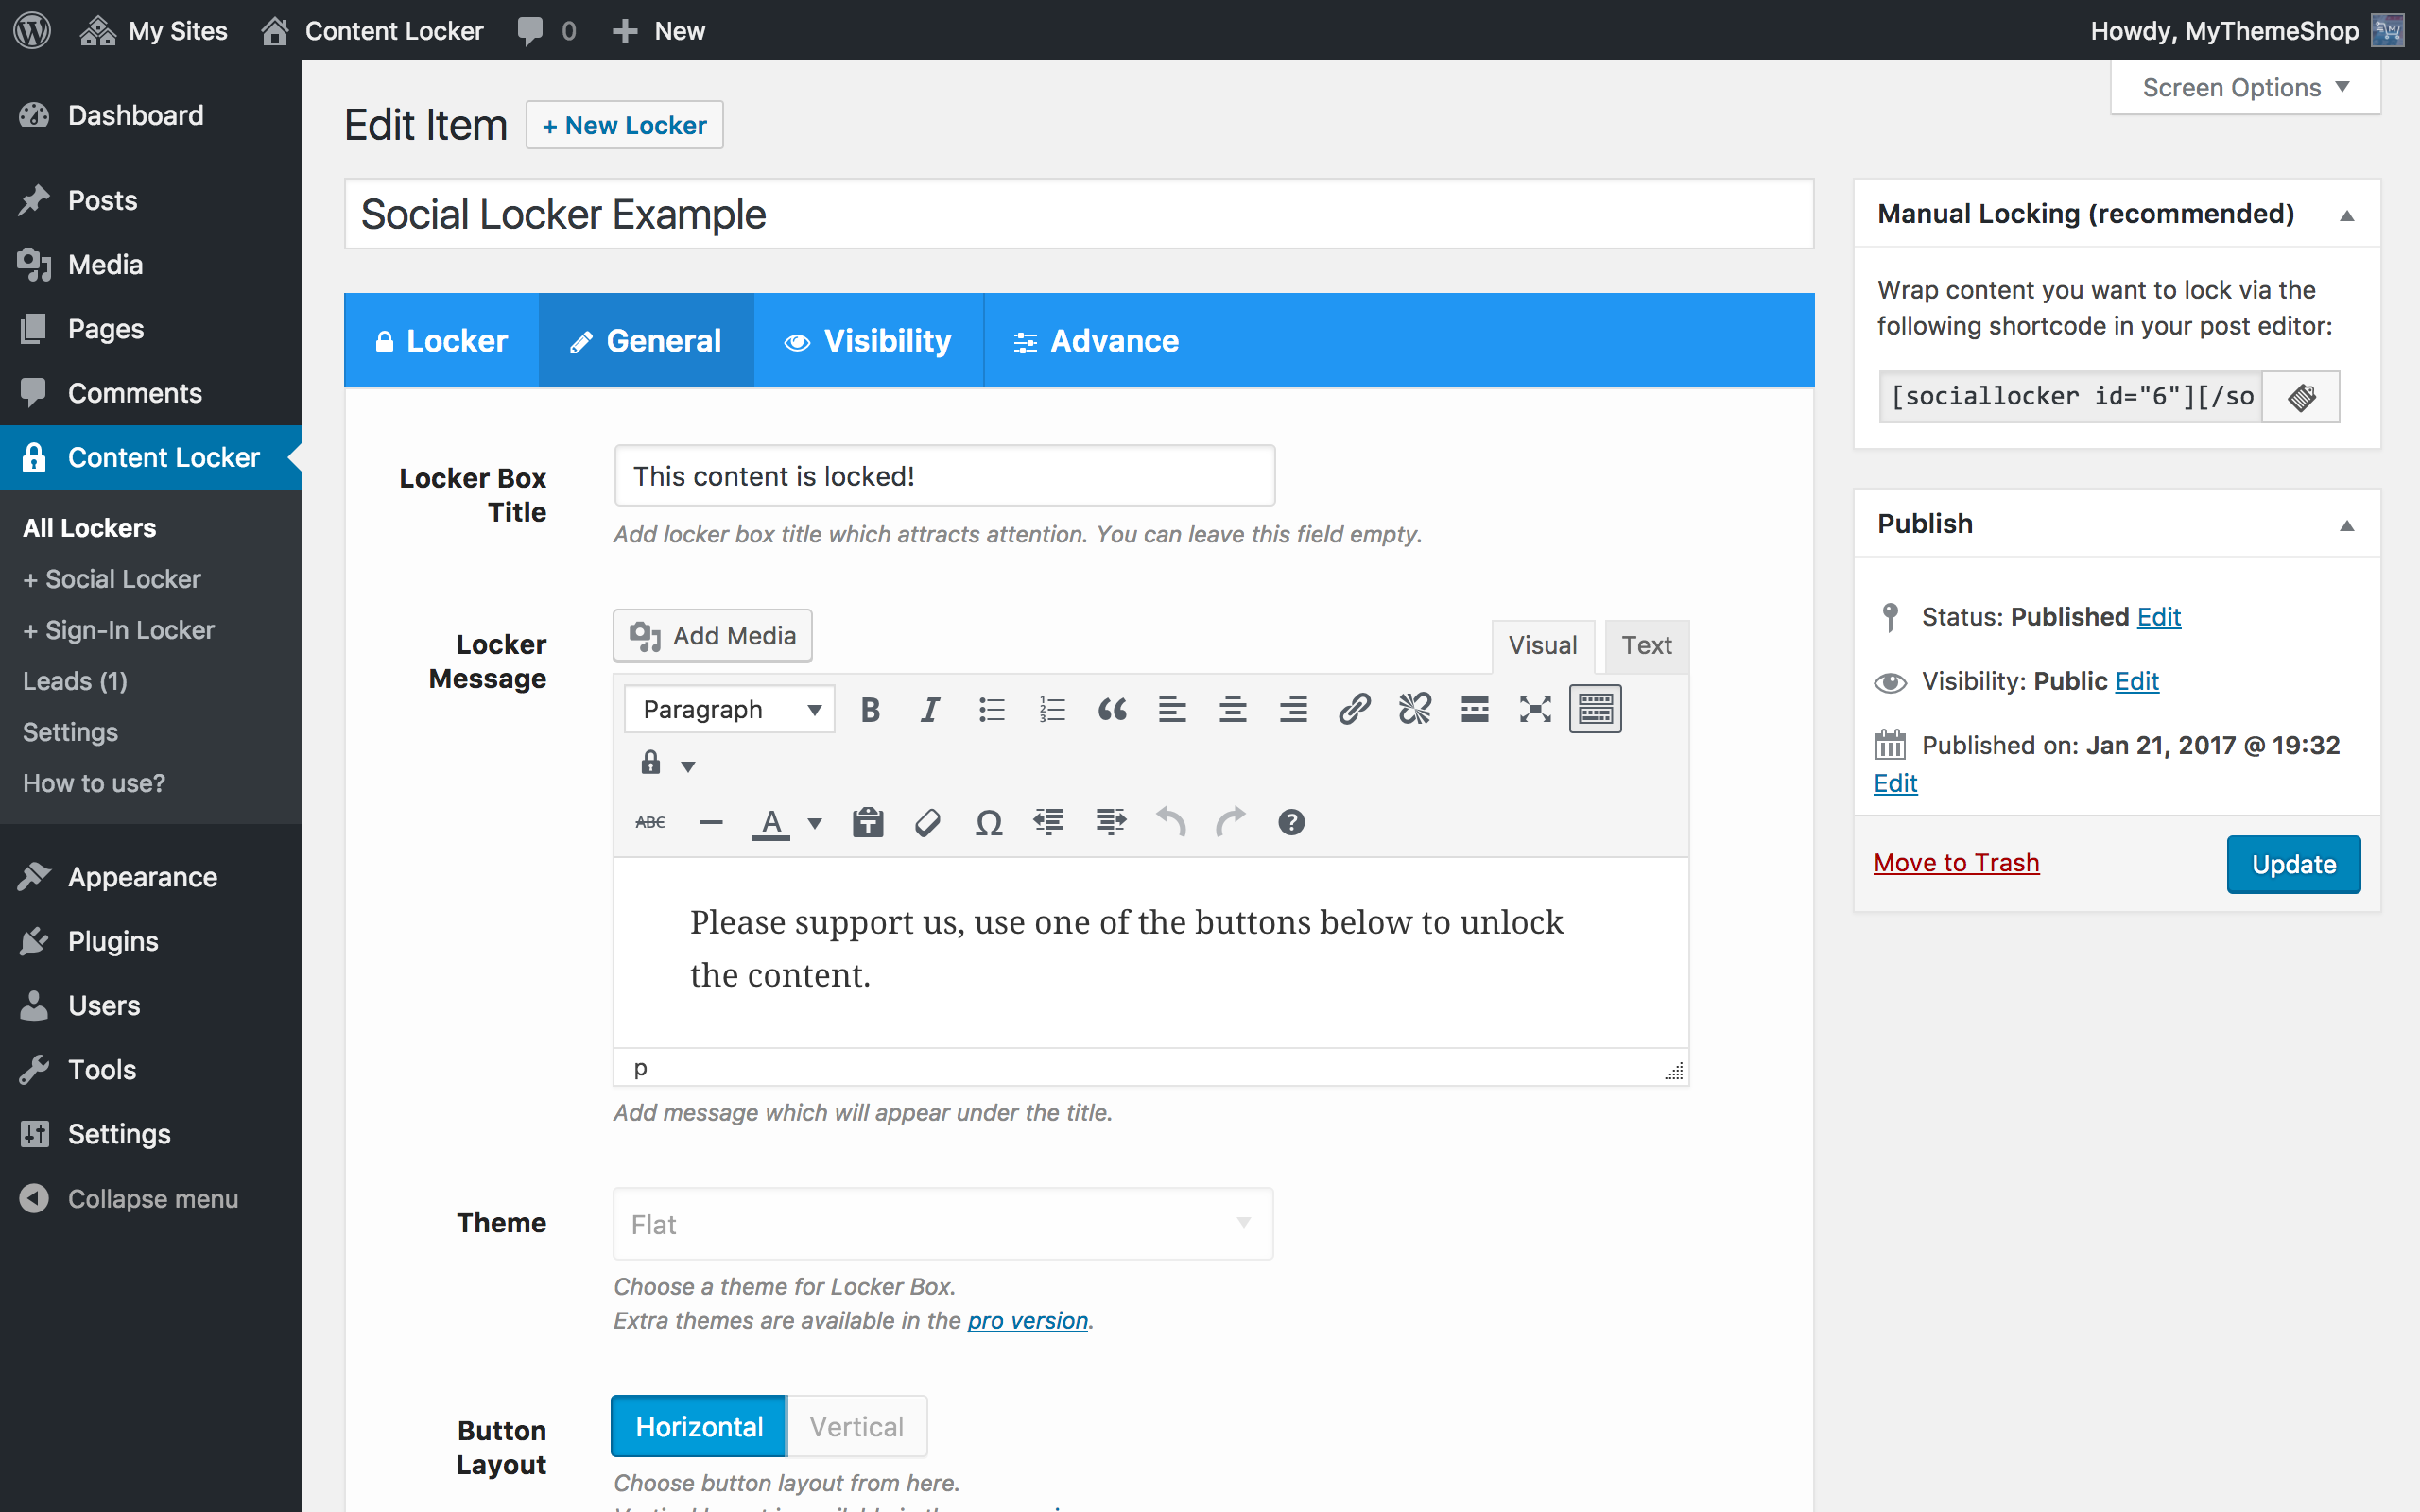 My Sites
Content Locker
0
New
Howdy, MyThemeShop
Screen Options
Dashboard
Posts
Media
Pages
Comments
Content Locker
All Lockers
+ Social Locker
+ Sign-In Locker
Leads (1)
Settings
How to use?
Appearance
Plugins
Users
Tools
Settings
Collapse menu
Edit Item
+ New Locker
Social Locker Example
Locker
General
Visibility
Advance
Locker Box
Title
This content is locked!
Add locker box title which attracts attention. You can leave this field empty.
Locker
Message
Add Media
Visual
Text
Paragraph
ABC
Please support us, use one of the buttons below to unlock
the content.
p
Add message which will appear under the title.
Theme
Flat
Choose a theme for Locker Box.
Extra themes are available in the pro version.
Button
Layout
Horizontal
Vertical
Choose button layout from here.
Manual Locking (recommended)
Wrap content you want to lock via the
following shortcode in your post editor:
[sociallocker id="6"][/so
Publish
Status: Published Edit
Visibility: Public Edit
Published on: Jan 21, 2017 @ 19:32
Edit
Move to Trash
Update